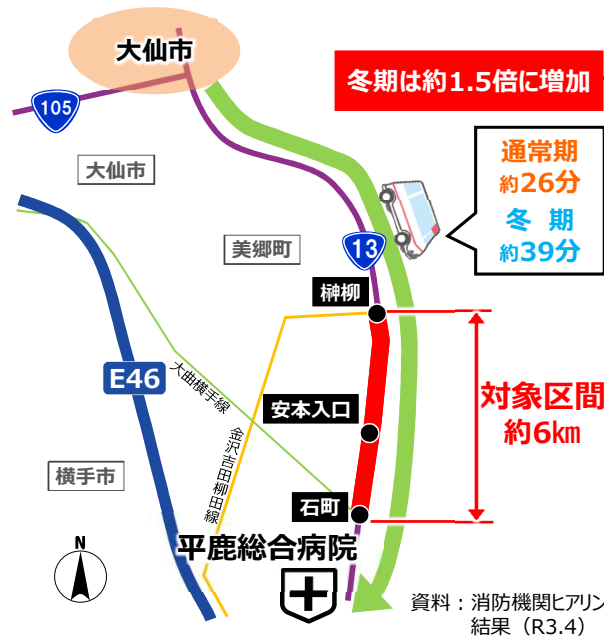 大仙市
冬期は約1.5倍に増加
105
通常期
約26分
冬 期
約39分
大仙市
美郷町
13
榊柳
E46
大曲横手線
対象区間
約6km
安本入口
金沢吉田柳田線
横手市
石町
平鹿総合病院
N
資料：消防機関ヒアリン
結果（R3.4）